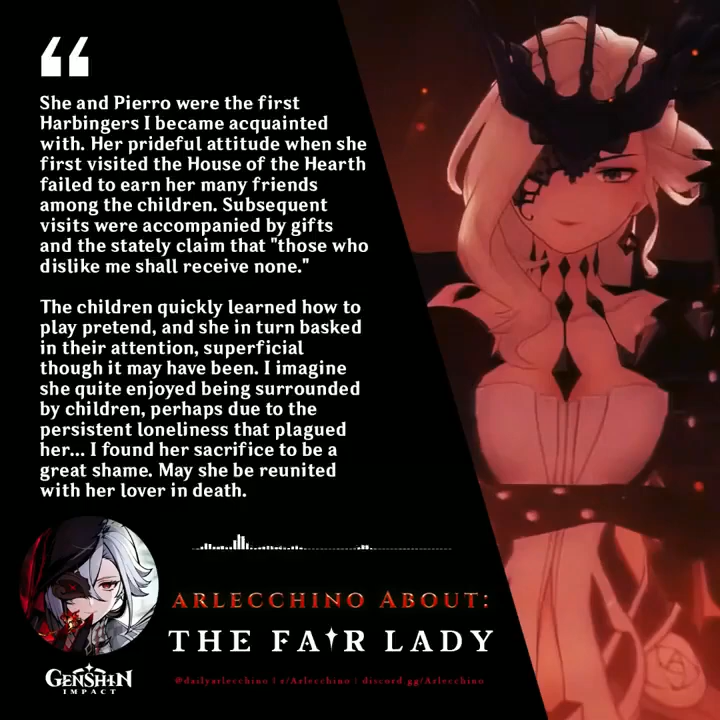 “
She and Pierro were the first
Harbingers I became acquainted
with. Her prideful attitude when she
first visited the House of the Hearth
failed to earn her many friends
among the children. Subsequent
visits were accompanied by gifts
and the stately claim that "those who
dislike me shall receive none."
The children quickly learned how to
play pretend, and she in turn basked
in their attention, superficial
though it may have been. I imagine
she quite enjoyed being surrounded
by children, perhaps due to the
persistent loneliness that plagued
her... I found her sacrifice to be a
great shame. May she be reunited
with her lover in death.
ARLECCHINO ABOUT:
THE FAIR LADY
GENSHIN
IMPACT
@dailyarlecchino | r/Arlecchino | discord gg/Arlecchino